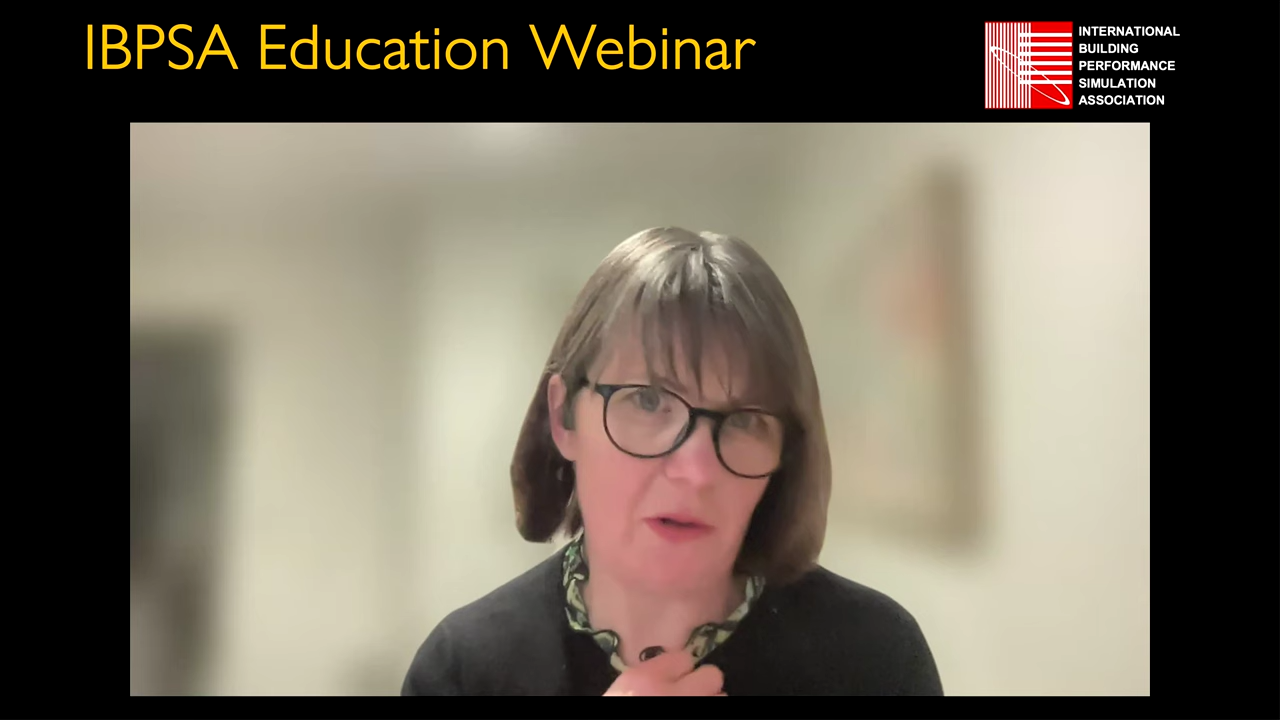 IBPSA Education Webinar
INTERNATIONAL
BUILDING
PERFORMANCE
SIMULATION
ASSOCIATION